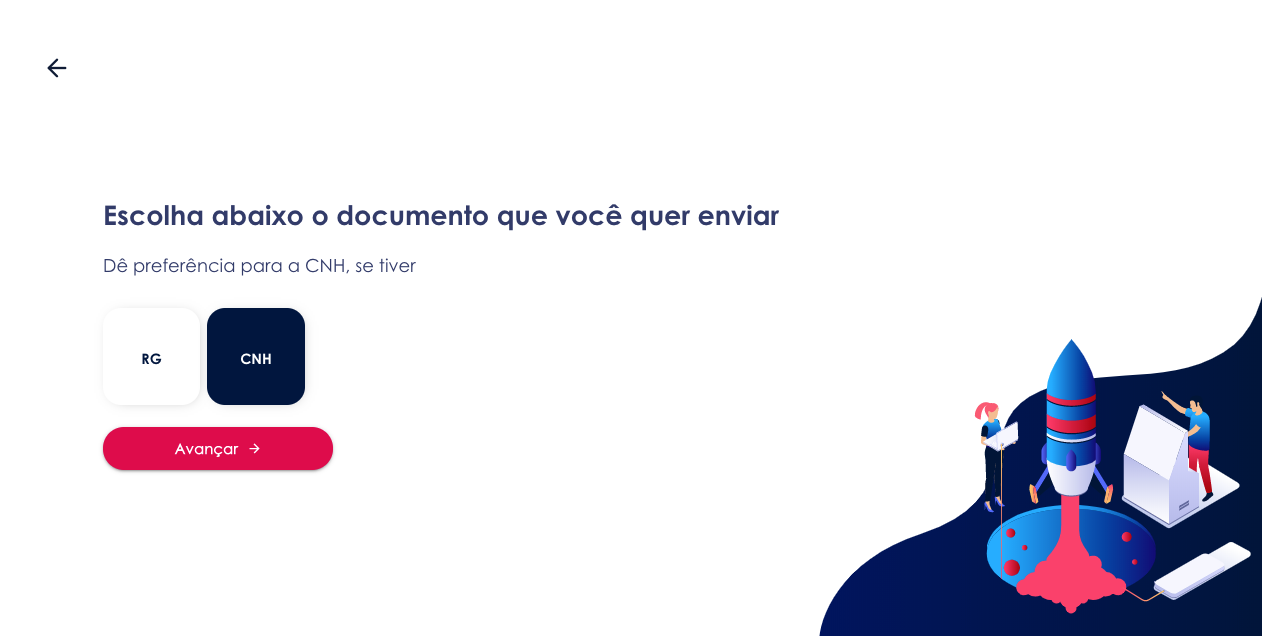 Escolha abaixo o documento que você quer enviar
Dê preferência para a CNH, se tiver
RG
CNH
Avançar